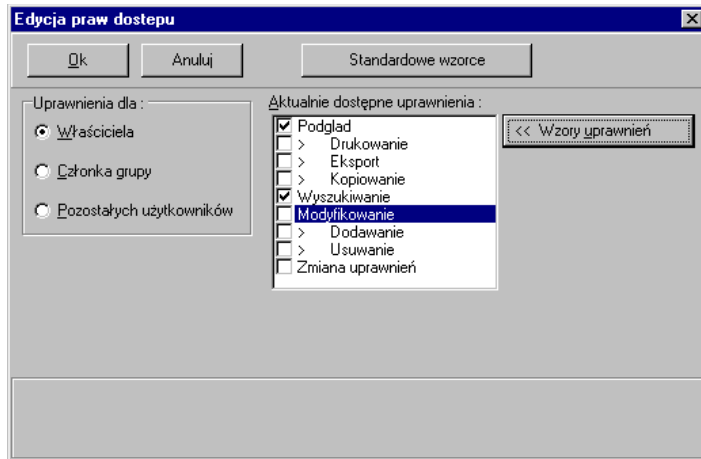 Edycja praw dostepu
Ok
Anuluj
Standardowe wzorce
Uprawnienia dla :
Właściciela
Członka grupy
Pozostałych użytkowników
Aktualnie dostępne uprawnienia :
Podglad
> Drukowanie
> Eksport
> Kopiowanie
Wyszukiwanie
Modyfikowanie
> Dodawanie
> Usuwanie
Zmiana uprawnień
<< Wzory uprawnień